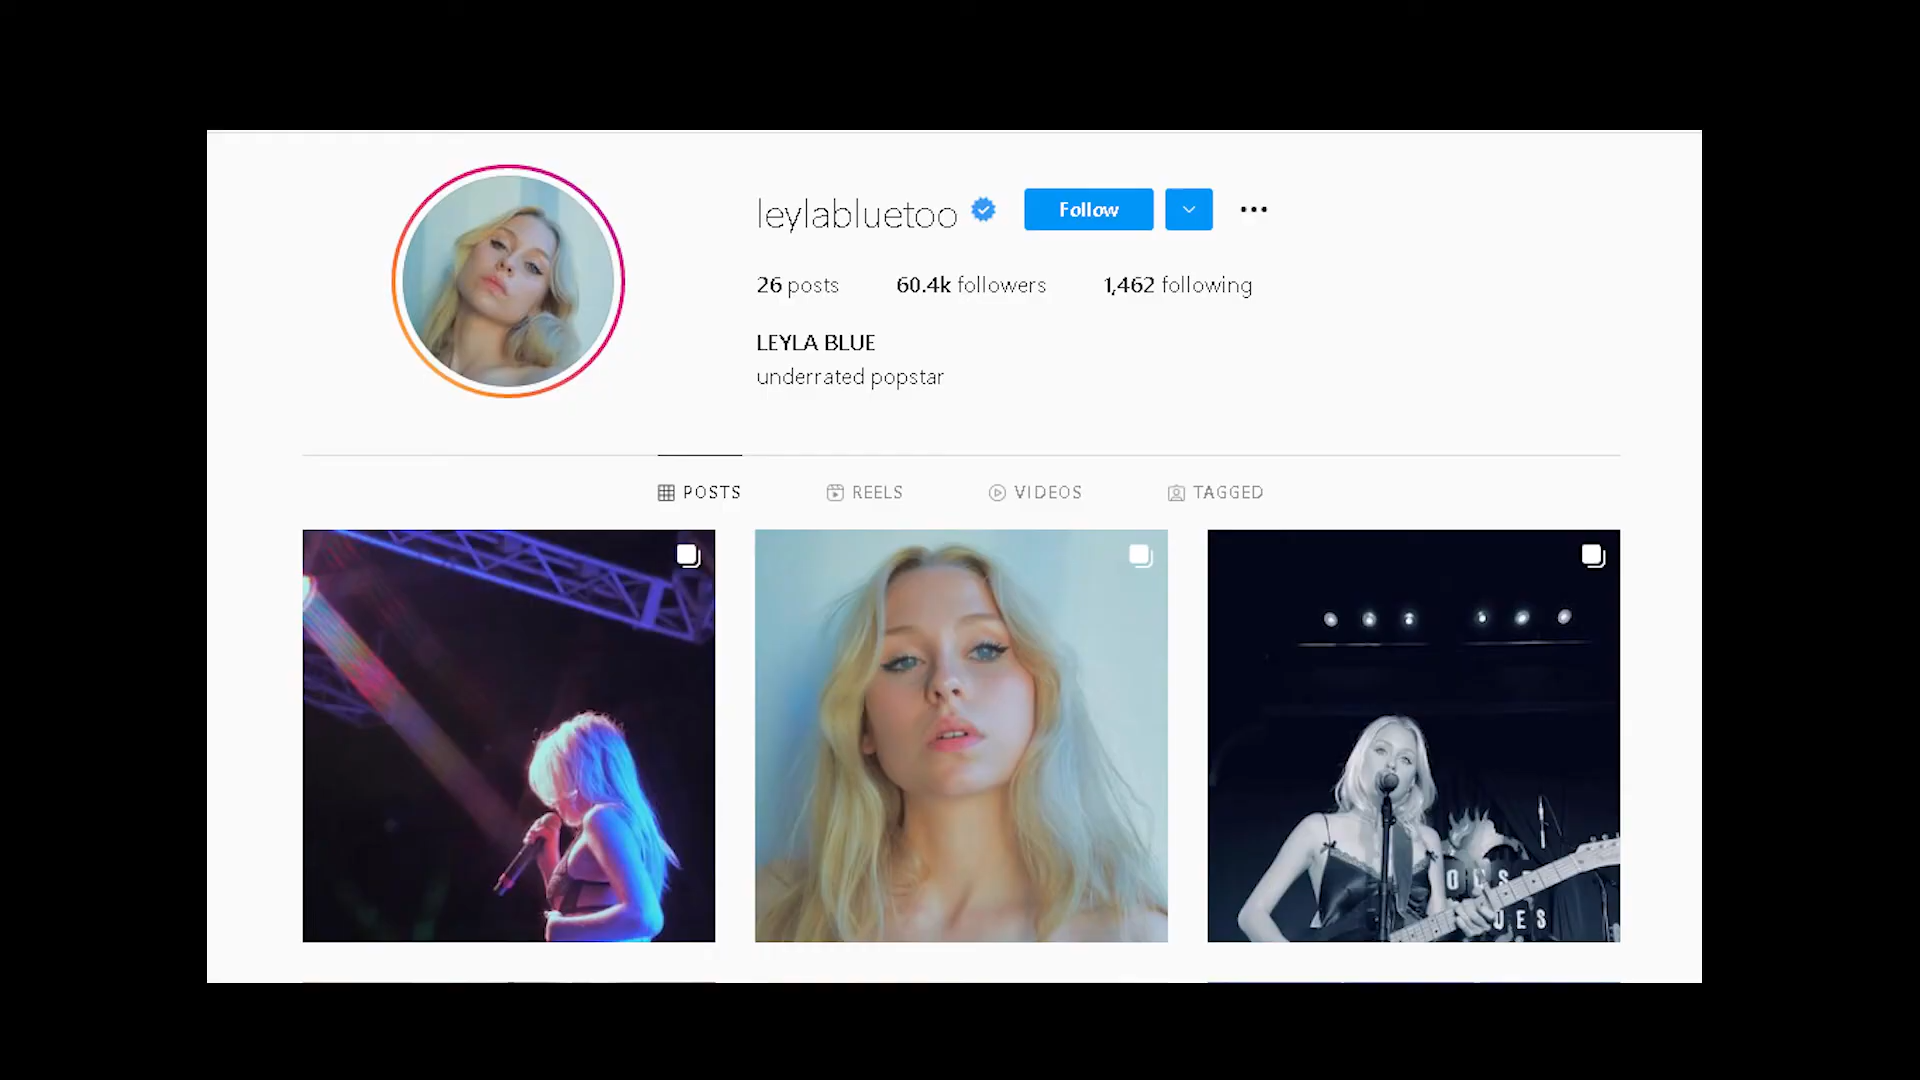 leylabluetoo Follow
26 posts 60.4k followers 1,462 following
LEYLA BLUE
underrated popstar
POSTS REELS VIDEOS TAGGED